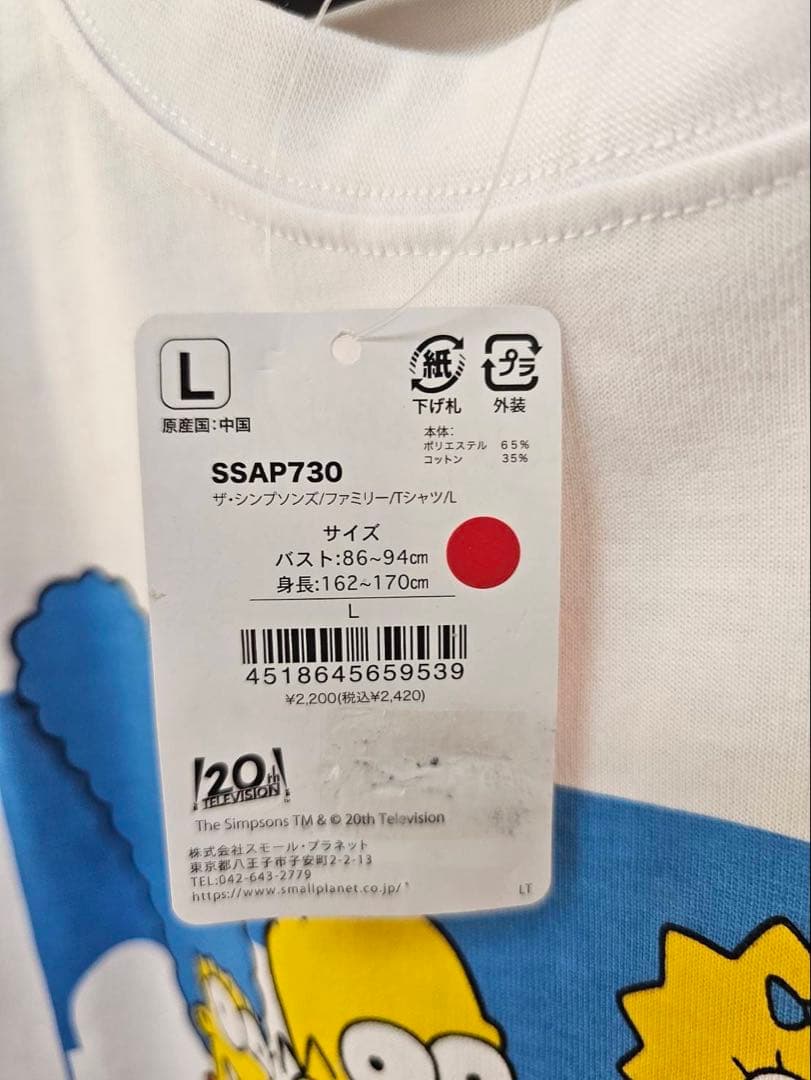 L
原産国:中国
紙
下げ札
プラ
外装
本体:
ポリエステル 65%
コットン 35%
SSAP730
ザ・シンプソンズ/ファミリー/Tシャツ/L
サイズ
バスト:86~94㎝
身長:162~170㎝
L
4518645659539
¥2,200(税込¥2,420)
20th
TELEVISION
The Simpsons TM & © 20th Television
株式会社スモール・プラネット
東京都八王子市子安町2-2-13
TEL:042-643-2779
https://www.smallplanet.co.jp/
LT